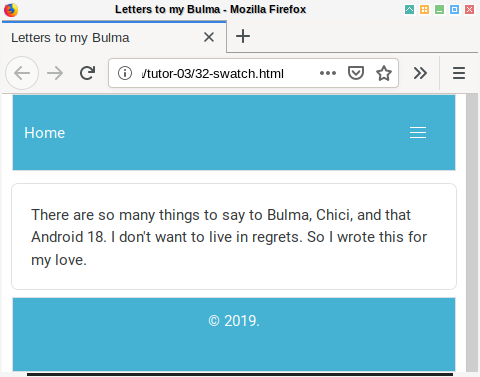 Letters to my Bulma - Mozilla Firefox
Letters to my Bulma
/tutor-03/32-swatch.html
Home
There are so many things to say to Bulma, Chici, and that
Android 18. I don't want to live in regrets. So I wrote this for
my love.
© 2019.